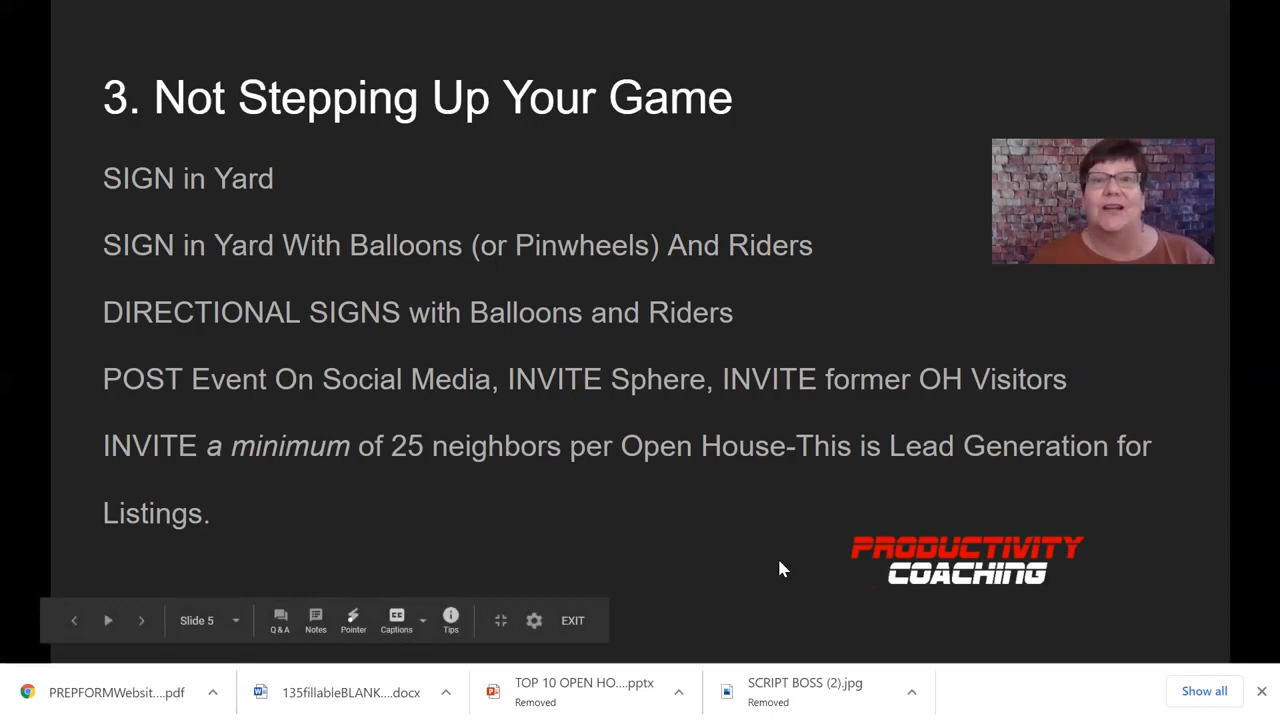 3. Not Stepping Up Your Game
SIGN in Yard
SIGN in Yard With Balloons (or Pinwheels) And Riders
DIRECTIONAL SIGNS with Balloons and Riders
POST Event On Social Media, INVITE Sphere, INVITE former OH Visitors
INVITE a minimum of 25 neighbors per Open House-This is Lead Generation for
Listings.
PRODUCTIVITY
COACHING
Slide 5
Q & A
Notes
Pointer
CC
Captions
Tips
EXIT
PREPFORMWebsit....pdf
135fillableBLANK....docx
TOP 10 OPEN HO....pptx
Removed
SCRIPT BOSS (2).jpg
Removed
Show all